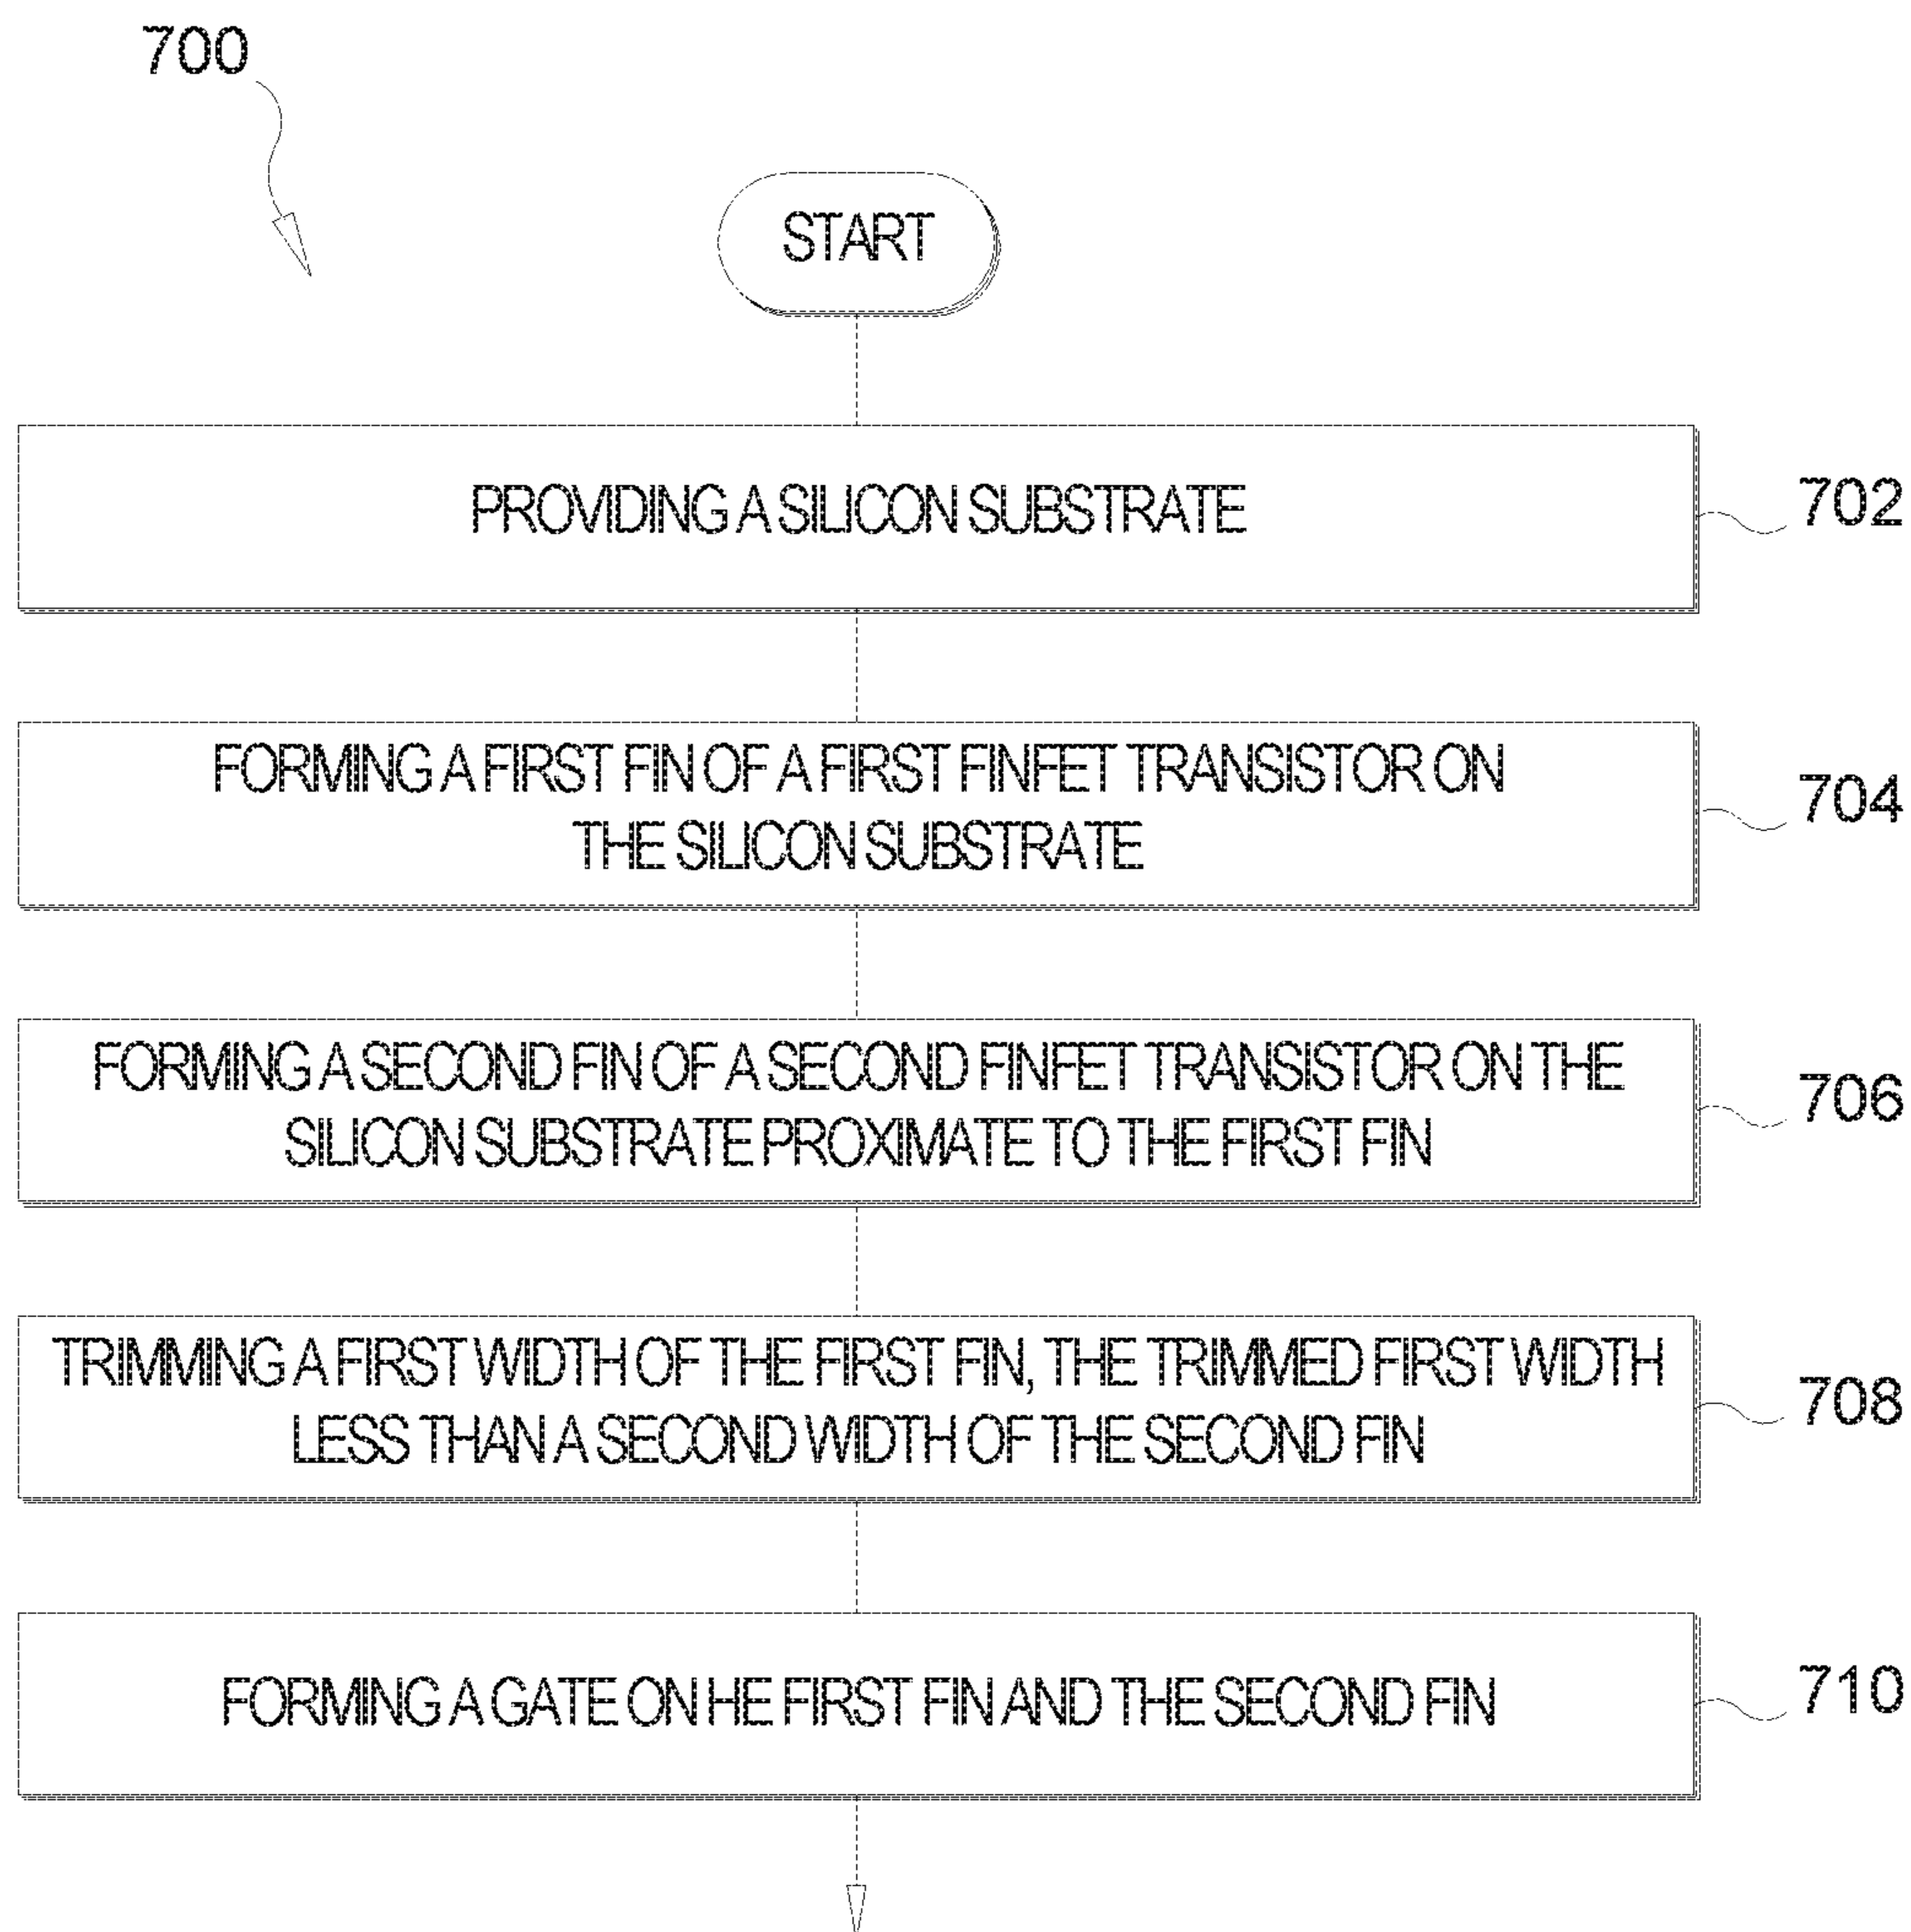 700
START
PROVIDING A SILICON SUBSTRATE
702
FORMING A FIRST FIN OF A FIRST FINFET TRANSISTOR ON
THE SILICON SUBSTRATE
704
FORMING A SECOND FIN OF A SECOND FINFET TRANSISTOR ON THE
SILICON SUBSTRATE PROXIMATE TO THE FIRST FIN
706
TRIMMING A FIRST WIDTH OF THE FIRST FIN, THE TRIMMED FIRST WIDTH
LESS THAN A SECOND WIDTH OF THE SECOND FIN
708
FORMING A GATE ON HE FIRST FIN AND THE SECOND FIN
710